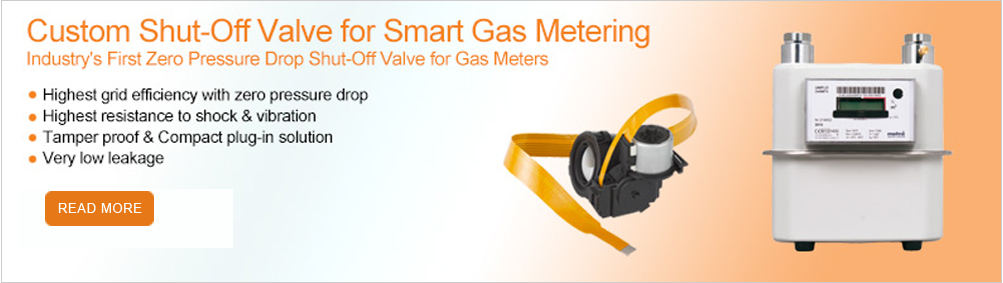 Custom Shut-Off Valve for Smart Gas Metering
Industry's First Zero Pressure Drop Shut-Off Valve for Gas Meters
Highest grid efficiency with zero pressure drop
Highest resistance to shock & vibration
Tamper proof & Compact plug-in solution
Very low leakage
READ MORE